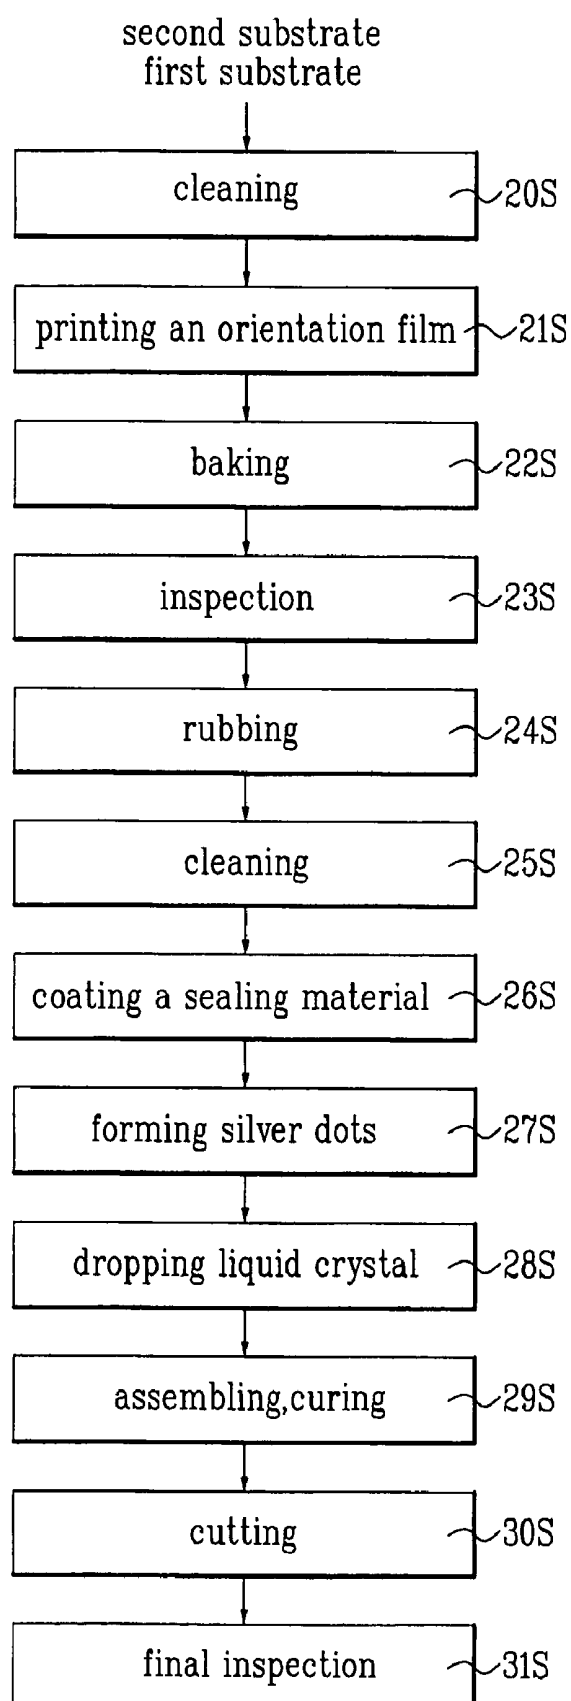 second substrate
first substrate
cleaning 20S
printing an orientation film 21S
baking 22S
inspection 23S
rubbing 24S
cleaning 25S
coating a sealing material 26S
forming silver dots 27S
dropping liquid crystal 28S
assembling,curing 29S
cutting 30S
final inspection 31S